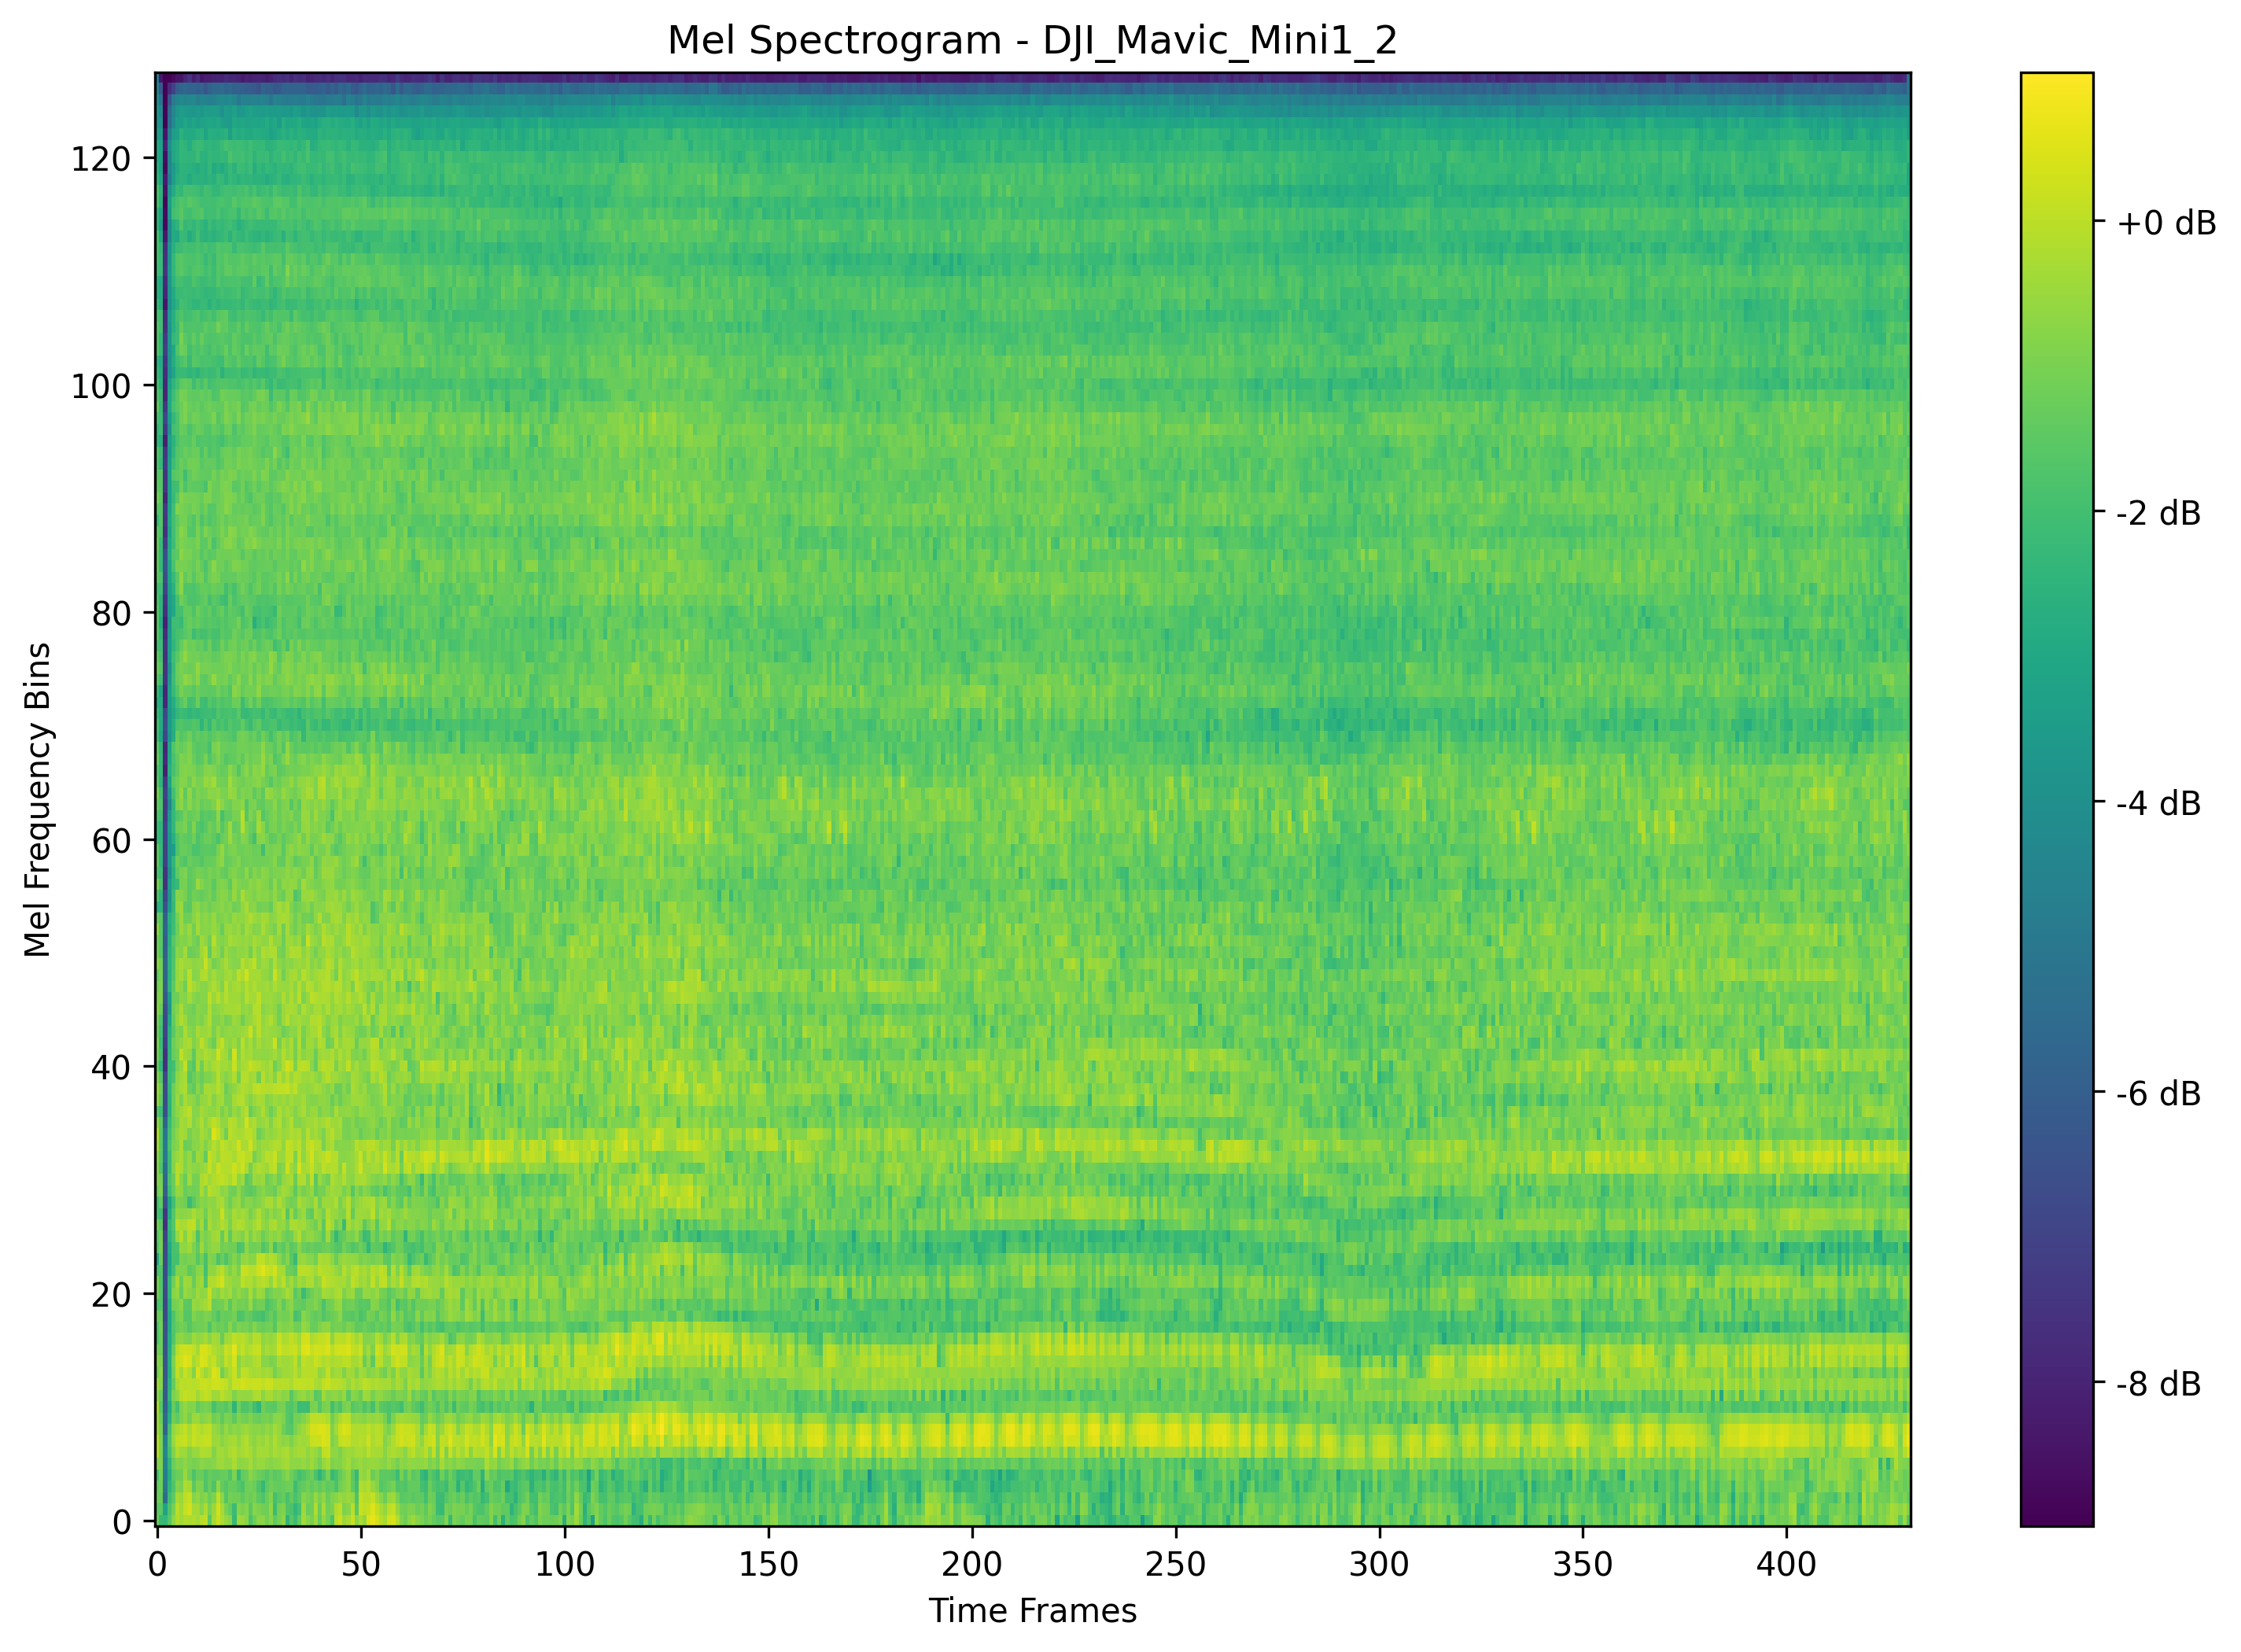 Mel Spectrogram - DJI_Mavic_Mini1_2
Mel Frequency Bins
120
100
80
60
40
20
0
0 50 100 150 200 250 300 350 400
Time Frames
+0 dB
-2 dB
-4 dB
-6 dB
-8 dB